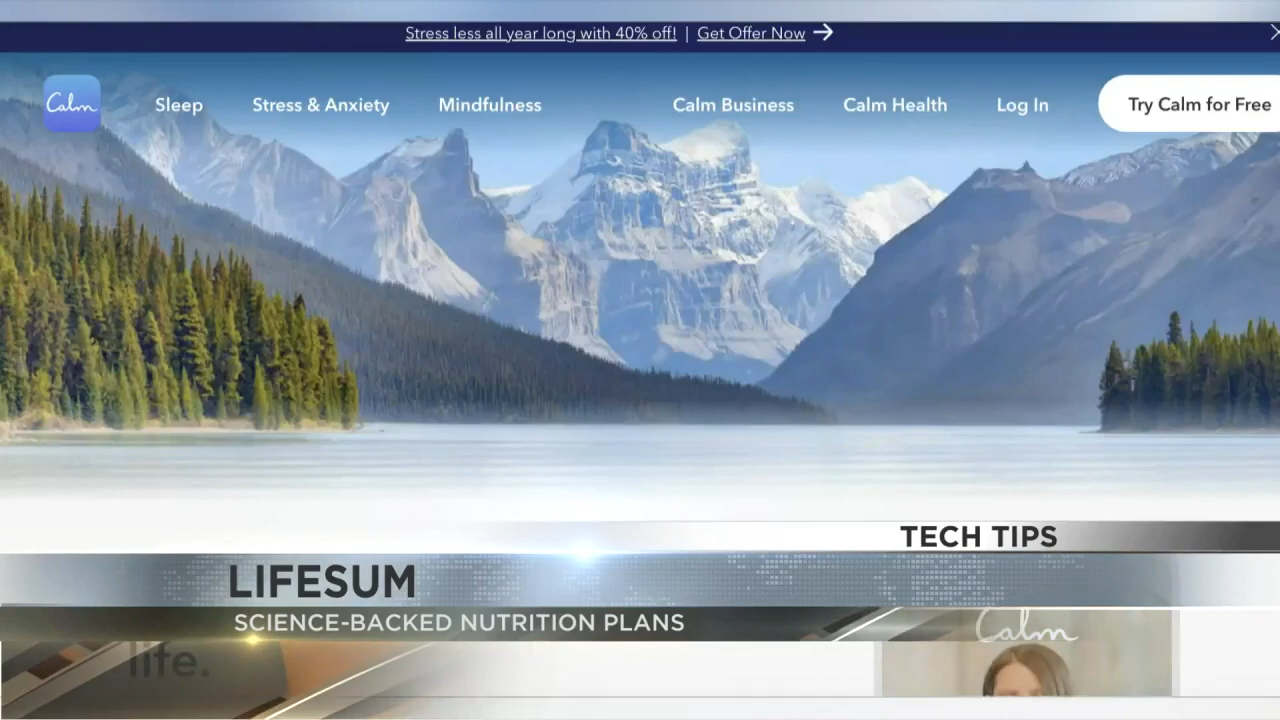 Stress less all year long with 40% off! | Get Offer Now →
Calm Sleep Stress & Anxiety Mindfulness Calm Business Calm Health Log In Try Calm for Free
TECH TIPS
LIFESUM
SCIENCE-BACKED NUTRITION PLANS
Calm
life.